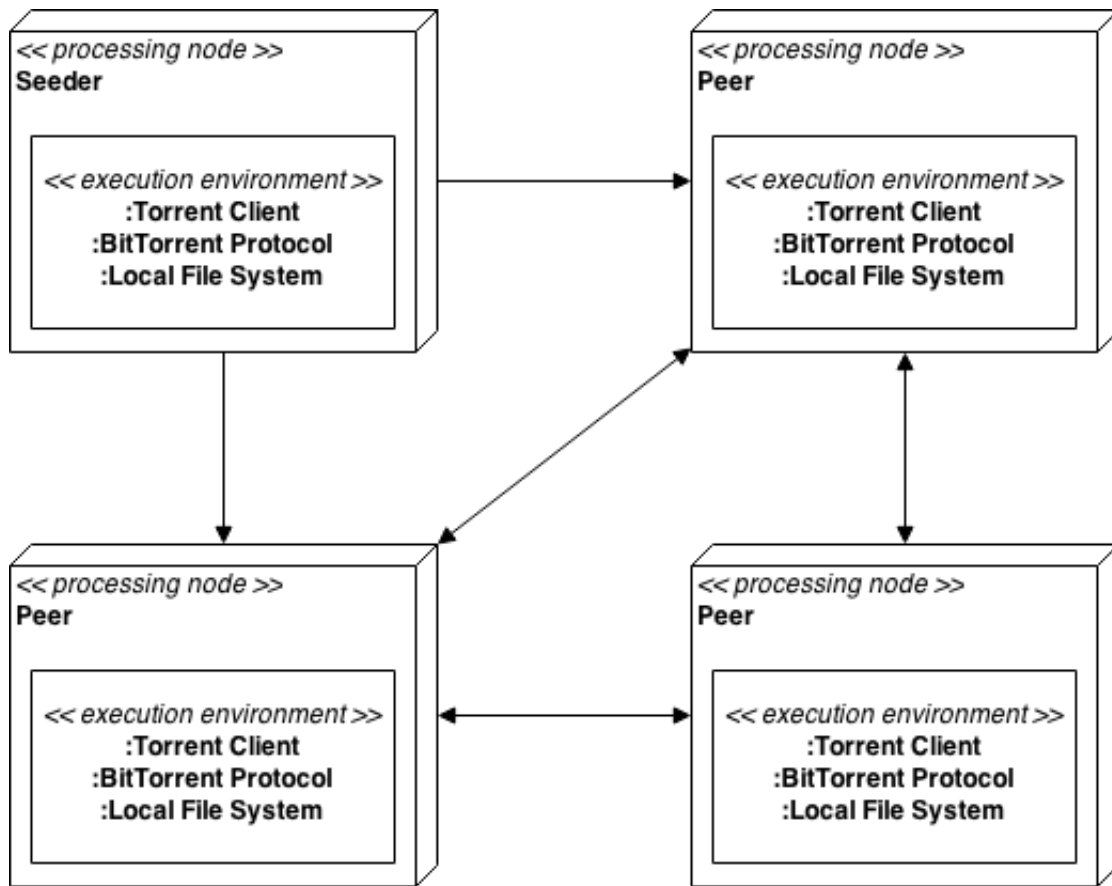 << processing node >>
Seeder
<< execution environment >>
:Torrent Client
:BitTorrent Protocol
:Local File System
<< processing node >>
Peer
<< execution environment >>
:Torrent Client
:BitTorrent Protocol
:Local File System
<< processing node >>
Peer
<< execution environment >>
:Torrent Client
:BitTorrent Protocol
:Local File System
<< processing node >>
Peer
<< execution environment >>
:Torrent Client
:BitTorrent Protocol
:Local File System